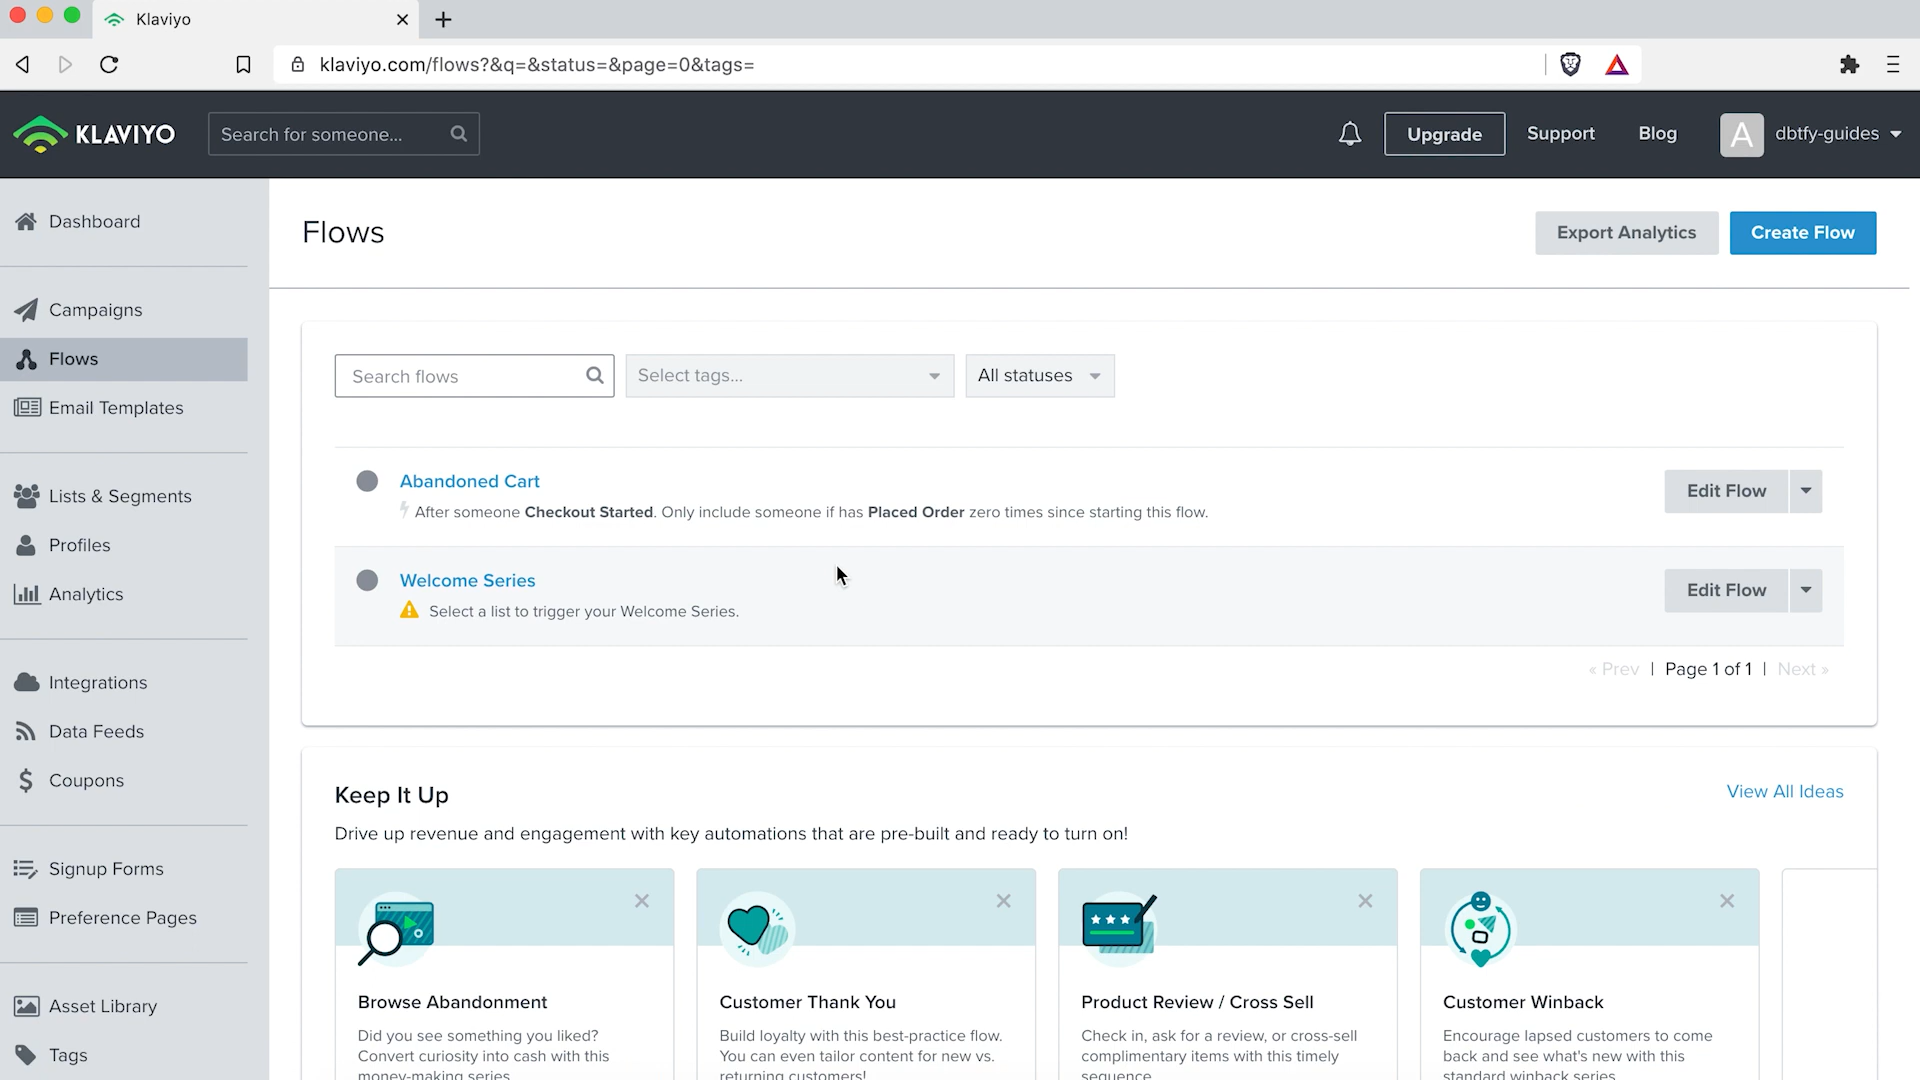 Klaviyo
klaviyo.com/flows?&q=&status=&page=0&tags=
KLAVIYO
Search for someone...
Upgrade
Support
Blog
A
dbtfy-guides
Dashboard
Campaigns
Flows
Email Templates
Lists & Segments
Profiles
Analytics
Integrations
Data Feeds
Coupons
Signup Forms
Preference Pages
Asset Library
Tags
Flows
Export Analytics
Create Flow
Search flows
Select tags...
All statuses
Abandoned Cart
After someone Checkout Started. Only include someone if has Placed Order zero times since starting this flow.
Edit Flow
Welcome Series
Select a list to trigger your Welcome Series.
Edit Flow
« Prev | Page 1 of 1 | Next »
Keep It Up
View All Ideas
Drive up revenue and engagement with key automations that are pre-built and ready to turn on!
Browse Abandonment
Did you see something you liked?
Convert curiosity into cash with this
money-making series
Customer Thank You
Build loyalty with this best-practice flow.
You can even tailor content for new vs.
returning customers!
Product Review / Cross Sell
Check in, ask for a review, or cross-sell
complimentary items with this timely
sequence
Customer Winback
Encourage lapsed customers to come
back and see what's new with this
standard winback series